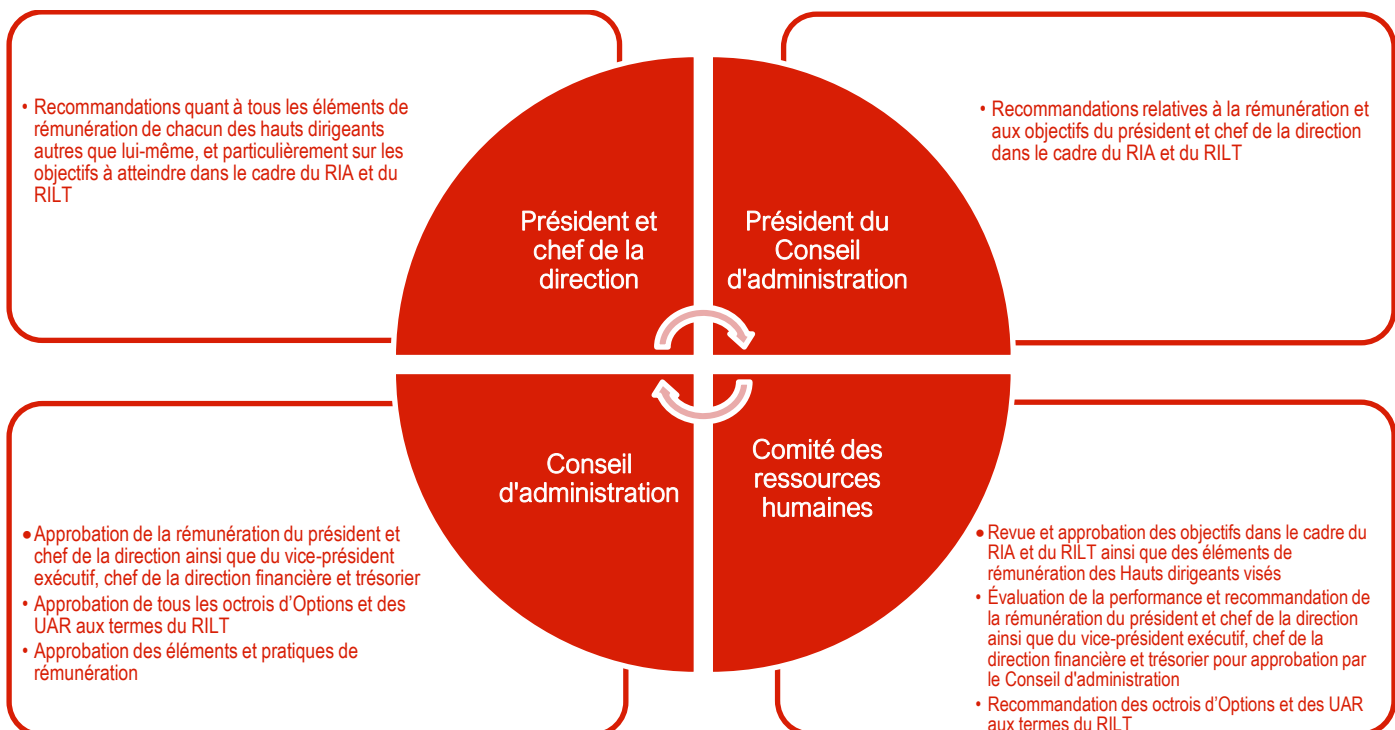 • Recommandations quant à tous les éléments de
rémunération de chacun des hauts dirigeants
autres que lui-même, et particulièrement sur les
objectifs à atteindre dans le cadre du RIA et du
RILT
Président et
chef de la
direction
Président du
Conseil
d'administration
• Recommandations relatives à la rémunération et
aux objectifs du président et chef de la direction
dans le cadre du RIA et du RILT
• Approbation de la rémunération du président et
chef de la direction ainsi que du vice-président
exécutif, chef de la direction financière et trésorier
• Approbation de tous les octrois d’Options et des
UAR aux termes du RILT
• Approbation des éléments et pratiques de
rémunération
Conseil
d'administration
Comité des
ressources
humaines
• Revue et approbation des objectifs dans le cadre du
RIA et du RILT ainsi que des éléments de
rémunération des Hauts dirigeants visés
• Évaluation de la performance et recommandation de
la rémunération du président et chef de la direction
ainsi que du vice-président exécutif, chef de la
direction financière et trésorier pour approbation par
le Conseil d'administration
• Recommandation des octrois d’Options et des UAR
aux termes du RILT